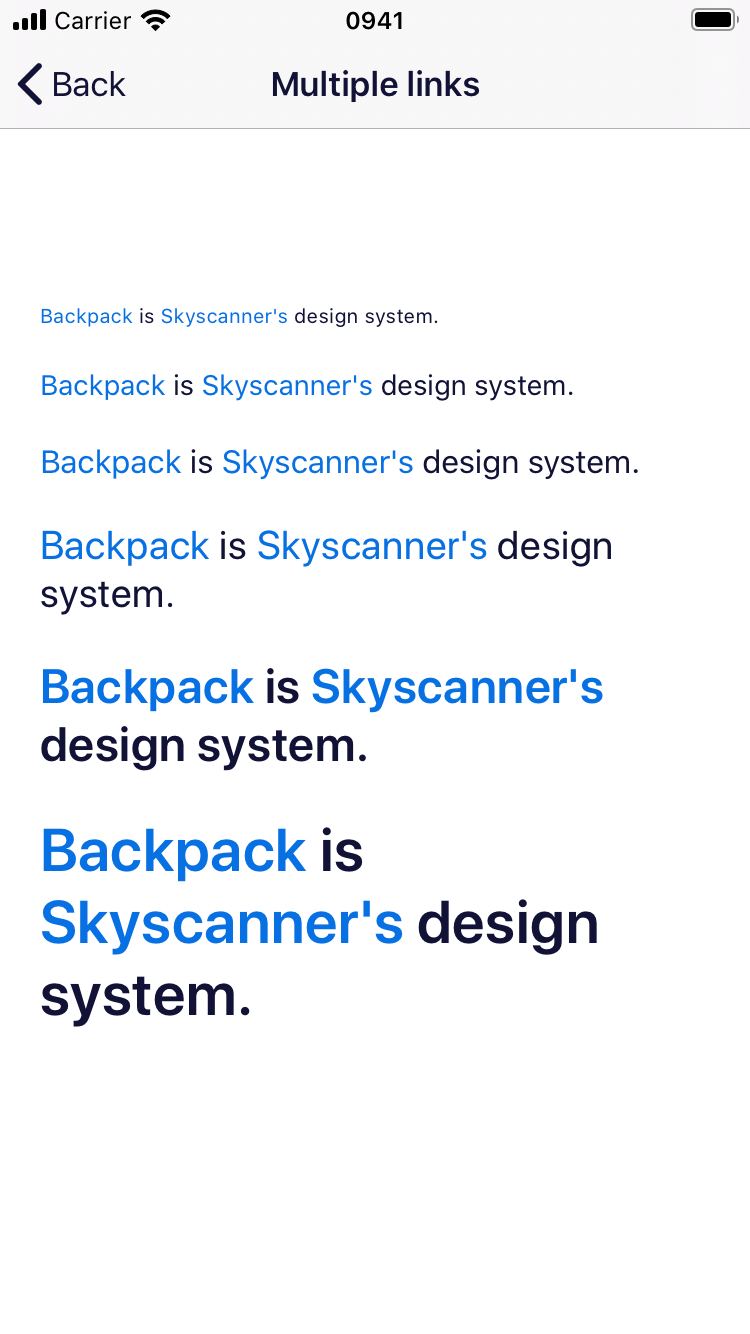 Carrier 0941
Back Multiple links
Backpack is Skyscanner's design system.
Backpack is Skyscanner's design system.
Backpack is Skyscanner's design system.
Backpack is Skyscanner's design
system.
Backpack is Skyscanner's
design system.
Backpack is
Skyscanner's design
system.